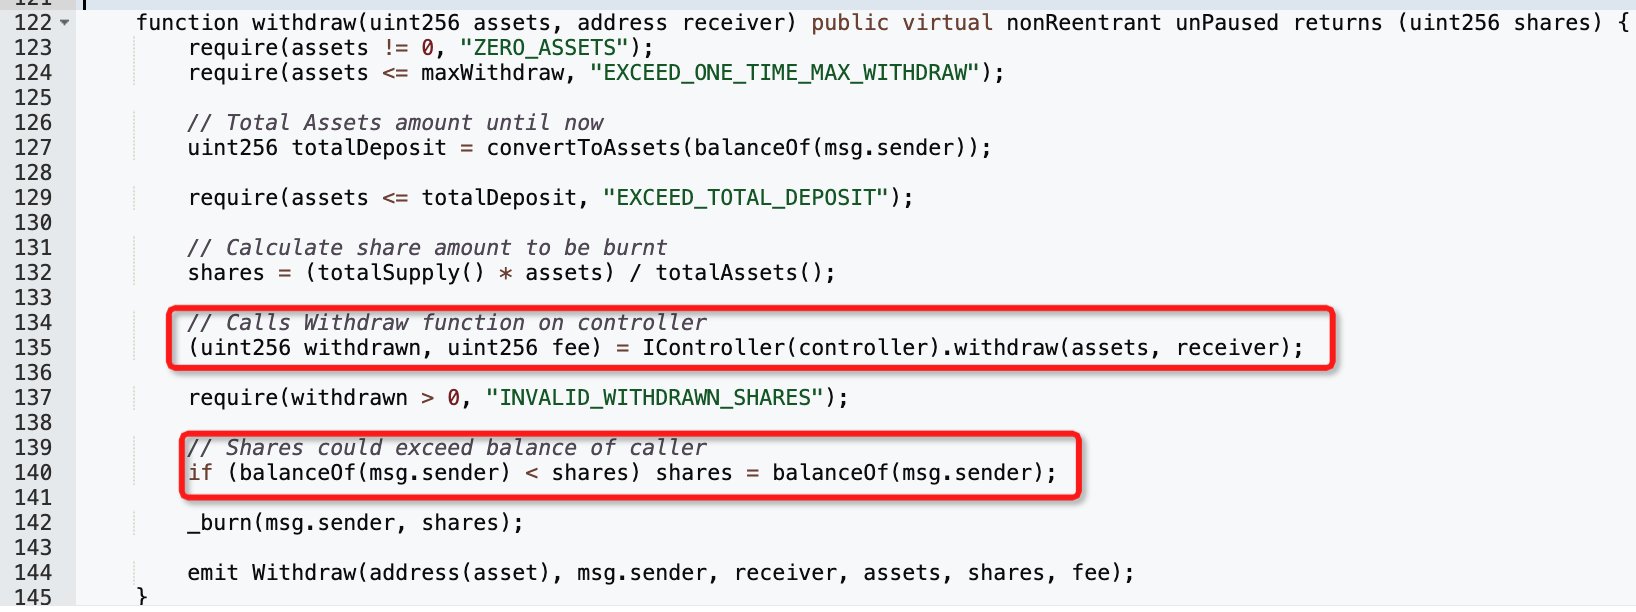 121
122 function withdraw(uint256 assets, address receiver) public virtual nonReentrant unPaused returns (uint256 shares) {
123 require(assets != 0, "ZERO_ASSETS");
124 require(assets <= maxWithdraw, "EXCEED_ONE_TIME_MAX_WITHDRAW");
125
126 // Total Assets amount until now
127 uint256 totalDeposit = convertToAssets(balanceOf(msg.sender));
128
129 require(assets <= totalDeposit, "EXCEED_TOTAL_DEPOSIT");
130
131 // Calculate share amount to be burnt
132 shares = (totalSupply() * assets) / totalAssets();
133
134 // Calls Withdraw function on controller
135 (uint256 withdrawn, uint256 fee) = IController(controller).withdraw(assets, receiver);
136
137 require(withdrawn > 0, "INVALID_WITHDRAWN_SHARES");
138
139 // Shares could exceed balance of caller
140 if (balanceOf(msg.sender) < shares) shares = balanceOf(msg.sender);
141
142 _burn(msg.sender, shares);
143
144 emit Withdraw(address(asset), msg.sender, receiver, assets, shares, fee);
145 }